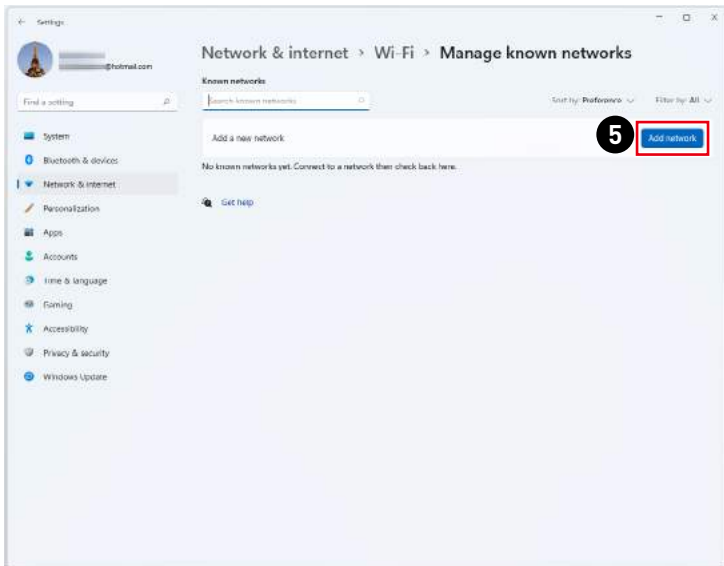 Settings
@hotmail.com
Find a setting
System
Bluetooth & devices
Network & internet
Personalization
Apps
Accounts
Time & language
Gaming
Accessibility
Privacy & security
Windows Update
Network & internet > Wi-Fi > Manage known networks
Known networks
Search known networks
Sort by: Preference
Filter by: All
Add a new network
5
Add network
No known networks yet. Connect to a network then check back here.
Get help